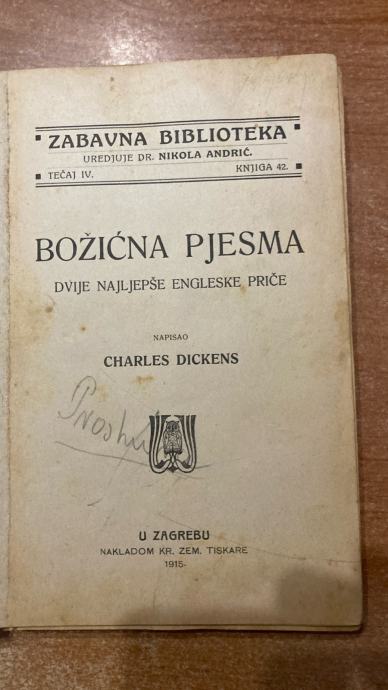 ZABAVNA BIBLIOTEKA
UREDJUJE DR. NIKOLA ANDRIĆ.
TEČAJ IV. KNJIGA 42.
BOŽIĆNA PJESMA
DVIJE NAJLJEPŠE ENGLESKE PRIČE
NAPISAO
CHARLES DICKENS
U ZAGREBU
NAKLADOM KR. ZEM. TISKARE
1915.